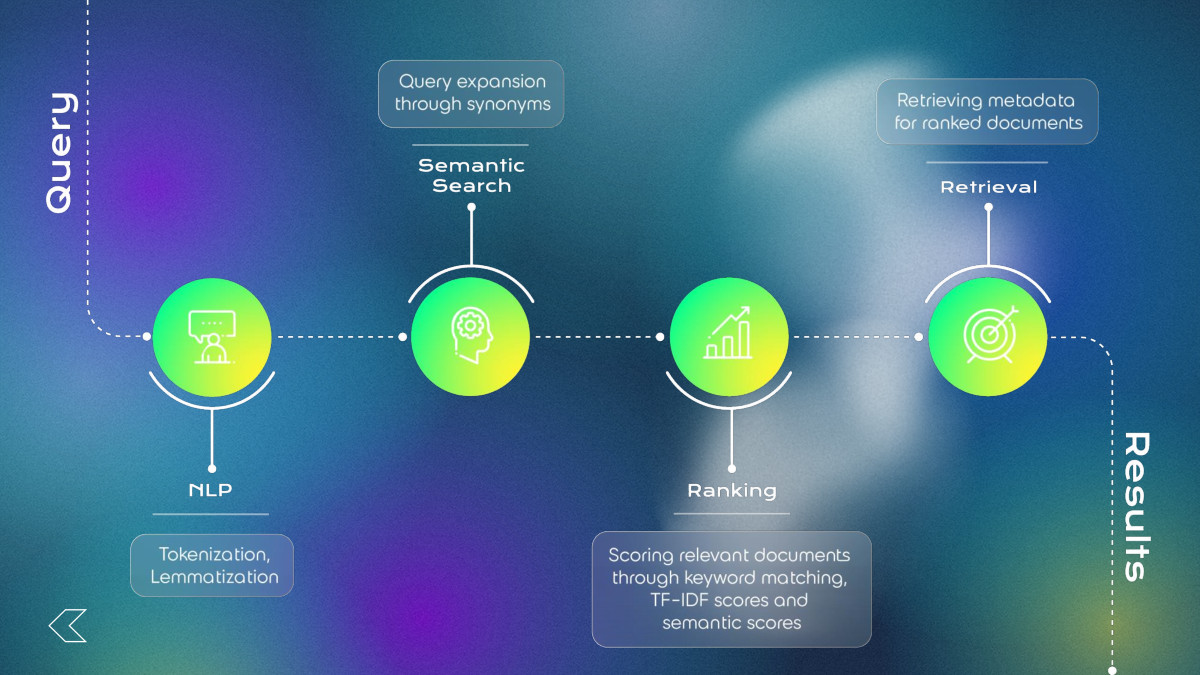 Query
Query expansion
through synonyms
Semantic
Search
Retrieving metadata
for ranked documents
Retrieval
NLP
Tokenization,
Lemmatization
Ranking
Scoring relevant documents
through keyword matching,
TF-IDF scores and
semantic scores
Results